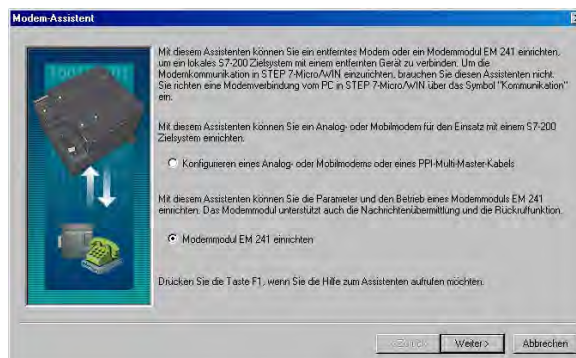 Modem-Assistent
Mit diesem Assistenten können Sie ein entferntes Modem oder ein Modemmodul EM 241 einrichten,
um ein lokales S7-200 Zielsystem mit einem entfernten Gerät zu verbinden. Um die
Modemkommunikation in STEP 7-Micro/WIN einzurichten, brauchen Sie diesen Assistenten nicht.
Sie richten eine Modemverbindung vom PC in STEP 7-Micro/WIN über das Symbol "Kommunikation"
ein.
Mit diesem Assistenten können Sie ein Analog- oder Mobilmodem für den Einsatz mit einem S7-200
Zielsystem einrichten.
Konfigurieren eines Analog- oder Mobilmodems oder eines PPI-Multi-Master-Kabels
Mit diesem Assistenten können Sie die Parameter und den Betrieb eines Modemmoduls EM 241
einrichten. Das Modemmodul unterstützt auch die Nachrichtenübermittlung und die Rückruffunktion.
Modemmodul EM 241 einrichten
Drücken Sie die Taste F1, wenn Sie die Hilfe zum Assistenten aufrufen möchten.
< Zurück
Weiter >
Abbrechen